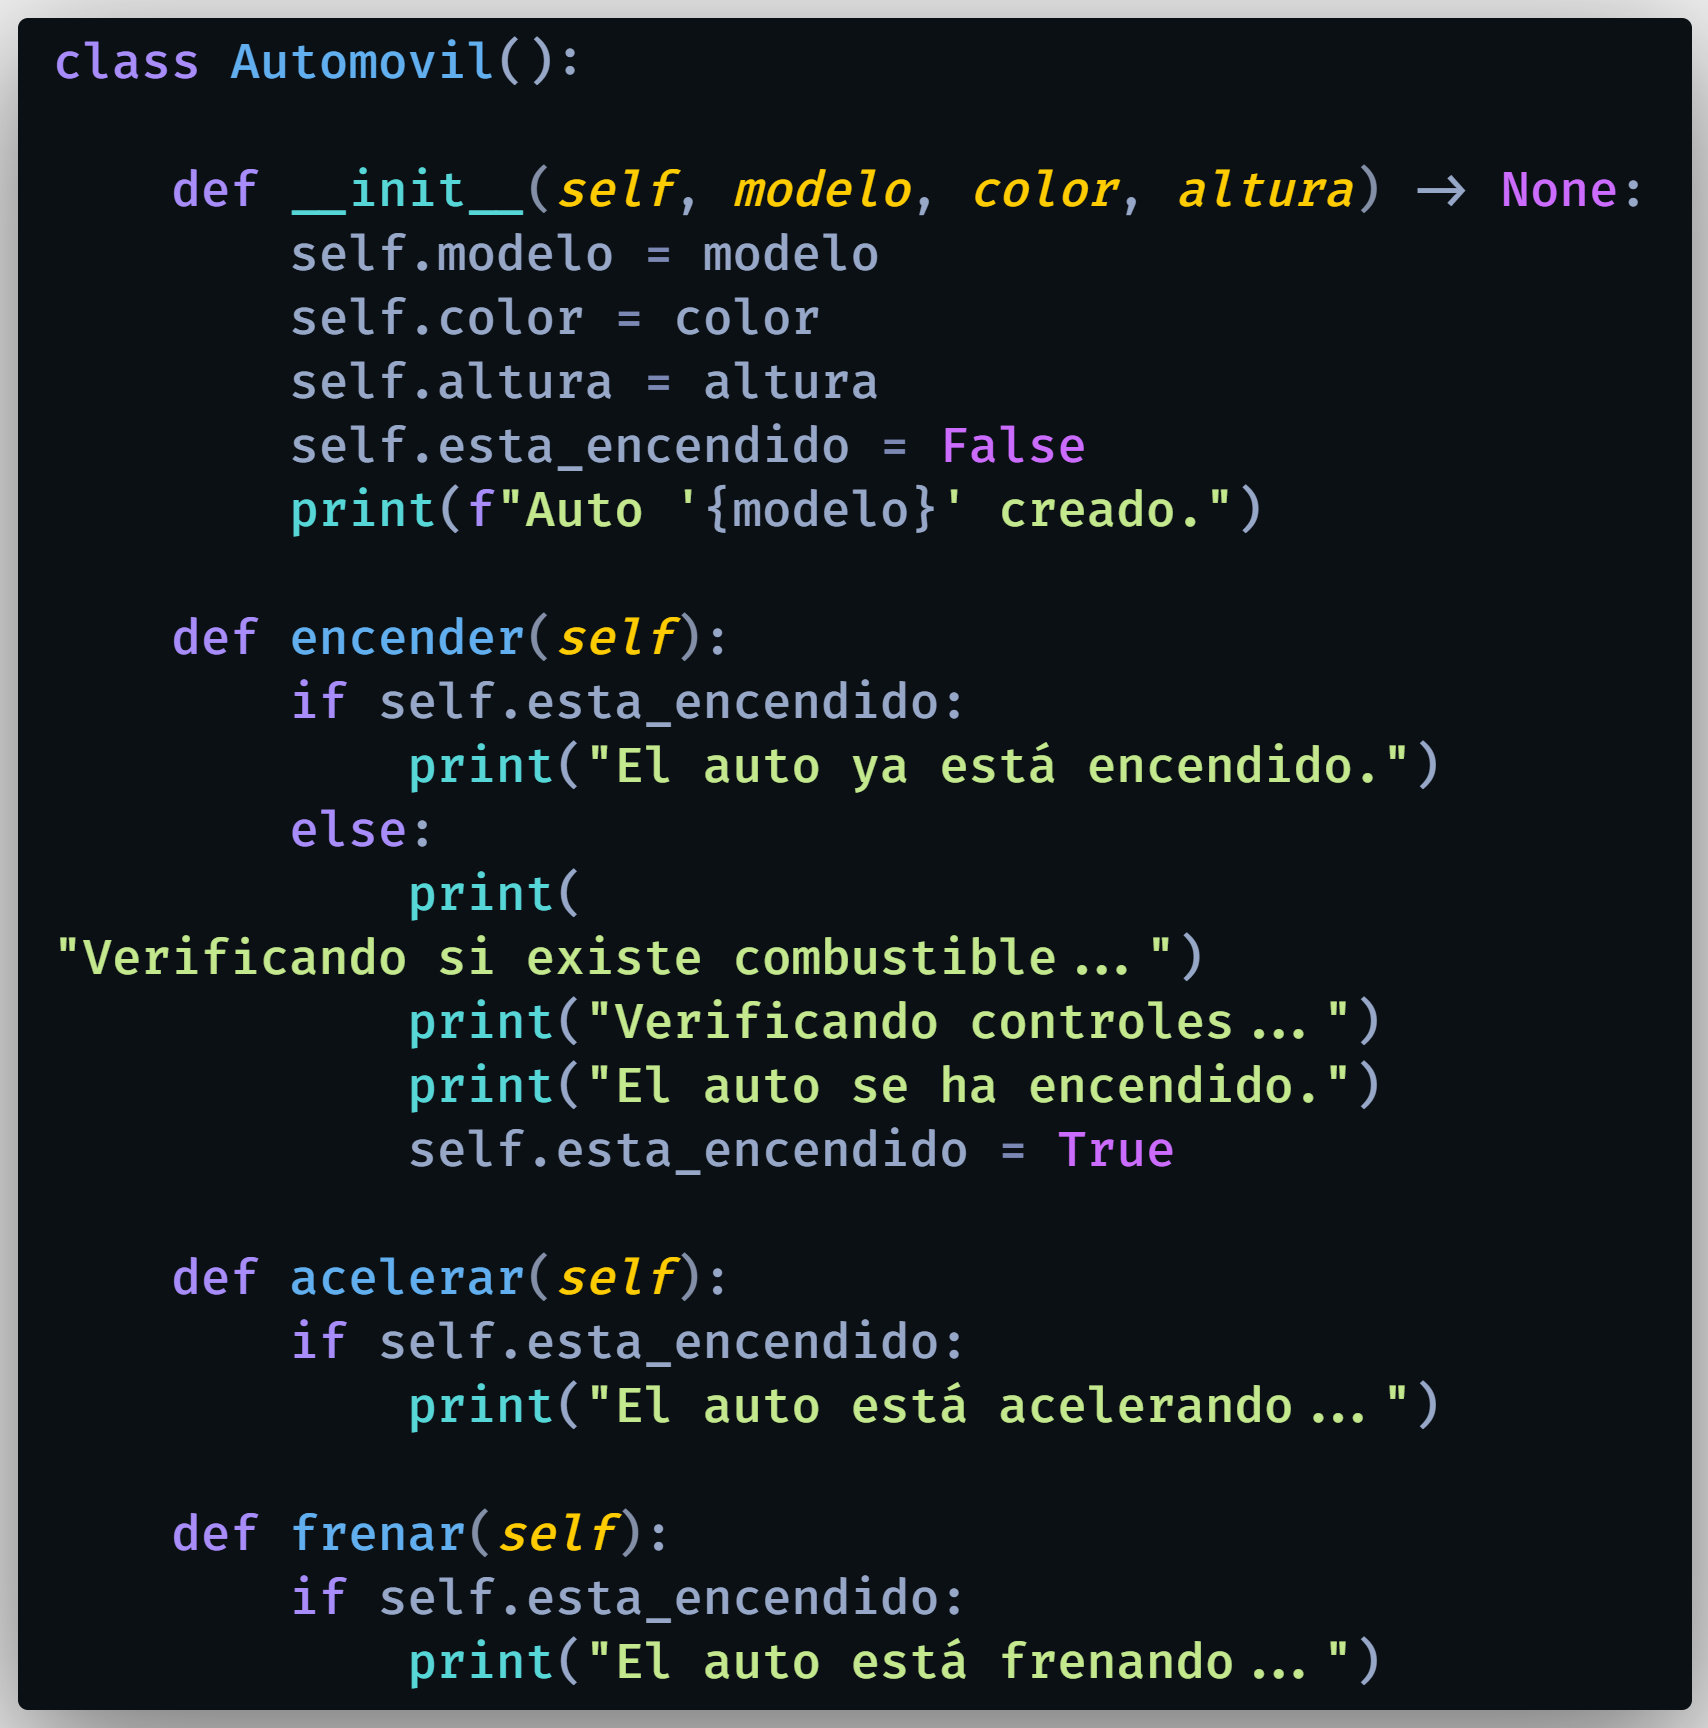 class Automovil():

    def __init__(self, modelo, color, altura) -> None:
        self.modelo = modelo
        self.color = color
        self.altura = altura
        self.esta_encendido = False
        print(f"Auto '{modelo}' creado.")

    def encender(self):
        if self.esta_encendido:
            print("El auto ya está encendido.")
        else:
            print(
"Verificando si existe combustible...")
            print("Verificando controles...")
            print("El auto se ha encendido.")
            self.esta_encendido = True

    def acelerar(self):
        if self.esta_encendido:
            print("El auto está acelerando...")

    def frenar(self):
        if self.esta_encendido:
            print("El auto está frenando...")